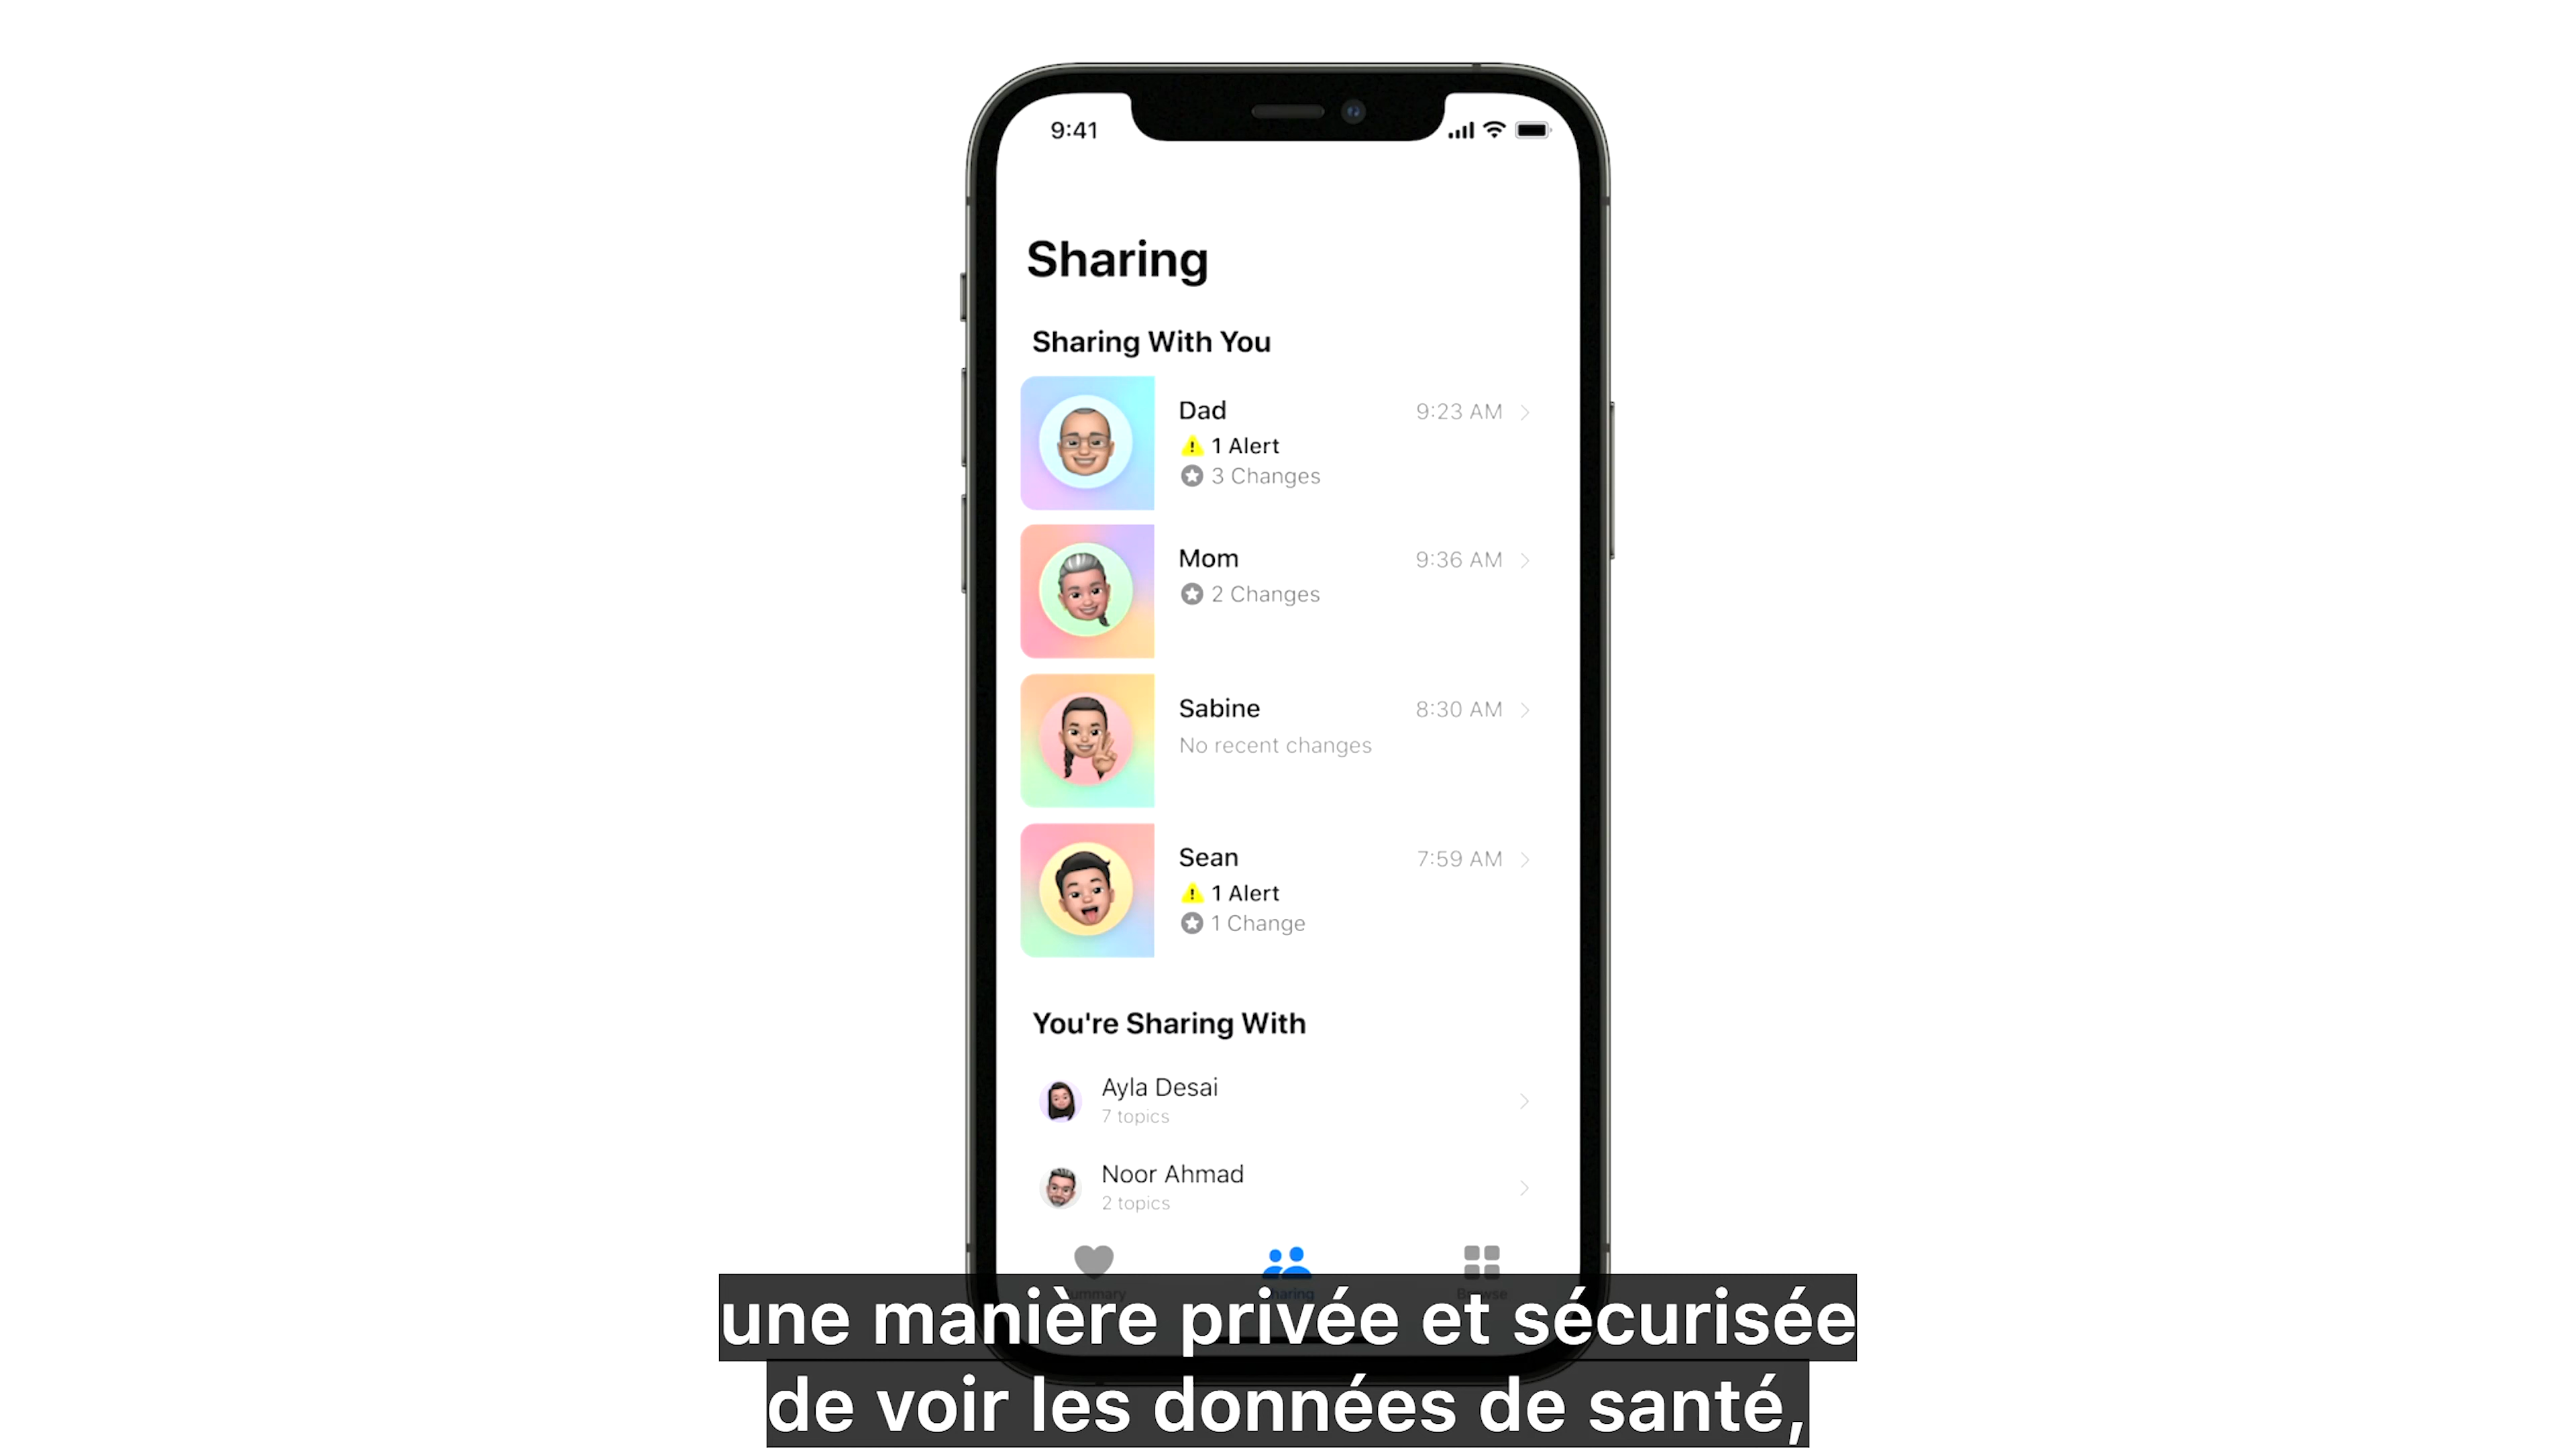 9:41
Sharing
Sharing With You
Dad
9:23 AM
1 Alert
3 Changes
Mom
9:36 AM
2 Changes
Sabine
8:30 AM
No recent changes
Sean
7:59 AM
1 Alert
1 Change
You're Sharing With
Ayla Desai
7 topics
Noor Ahmad
2 topics
une manière privée et sécurisée
de voir les données de santé,